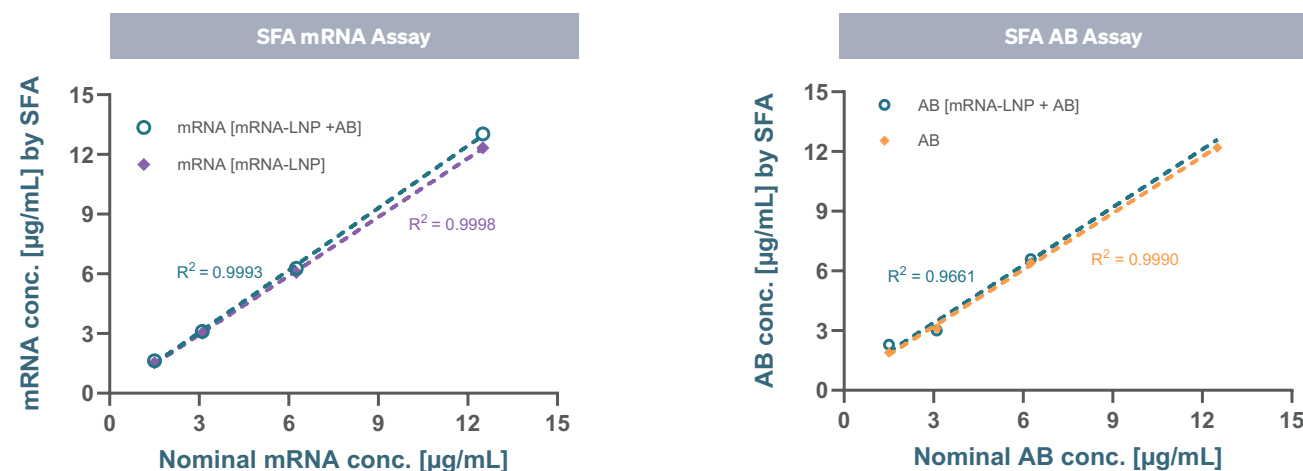 SFA mRNA Assay
mRNA conc. [µg/mL] by SFA
15
12
9
6
3
0
mRNA [mRNA-LNP +AB]
mRNA [mRNA-LNP]
R² = 0.9998
R² = 0.9993
0 3 6 9 12 15
Nominal mRNA conc. [µg/mL]
SFA AB Assay
AB conc. [µg/mL] by SFA
15
12
9
6
3
0
AB [mRNA-LNP + AB]
AB
R² = 0.9661
R² = 0.9990
0 3 6 9 12 15
Nominal AB conc. [µg/mL]